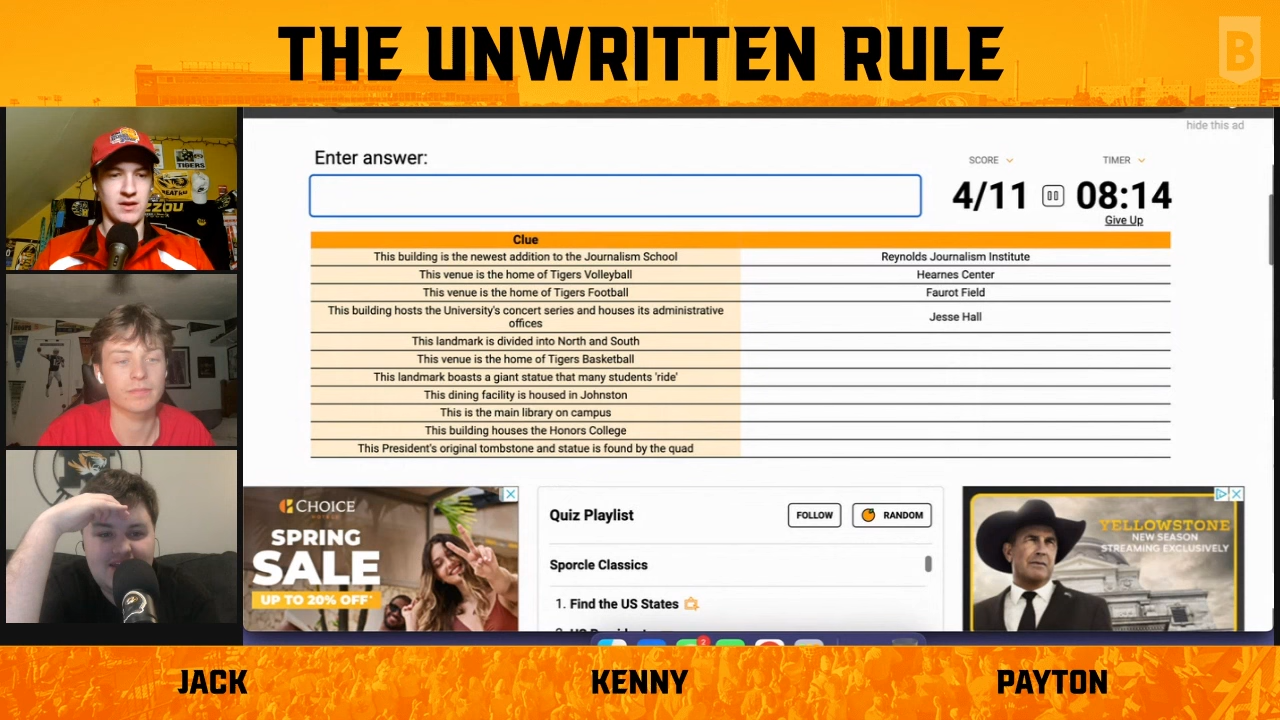 THE UNWRITTEN RULE
B
hide this ad
Enter answer:
SCORE
TIMER
4/11
08:14
Give Up
Clue
This building is the newest addition to the Journalism School
Reynolds Journalism Institute
This venue is the home of Tigers Volleyball
Hearnes Center
This venue is the home of Tigers Football
Faurot Field
This building hosts the University's concert series and houses its administrative
offices
Jesse Hall
This landmark is divided into North and South
This venue is the home of Tigers Basketball
This landmark boasts a giant statue that many students 'ride'
This dining facility is housed in Johnston
This is the main library on campus
This building houses the Honors College
This President's original tombstone and statue is found by the quad
CHOICE
HOTELS
SPRING
SALE
UP TO 20% OFF*
Quiz Playlist
FOLLOW
RANDOM
Sporcle Classics
1. Find the US States
YELLOWSTONE
NEW SEASON
STREAMING EXCLUSIVELY
2
TIGERS
JACK
KENNY
PAYTON